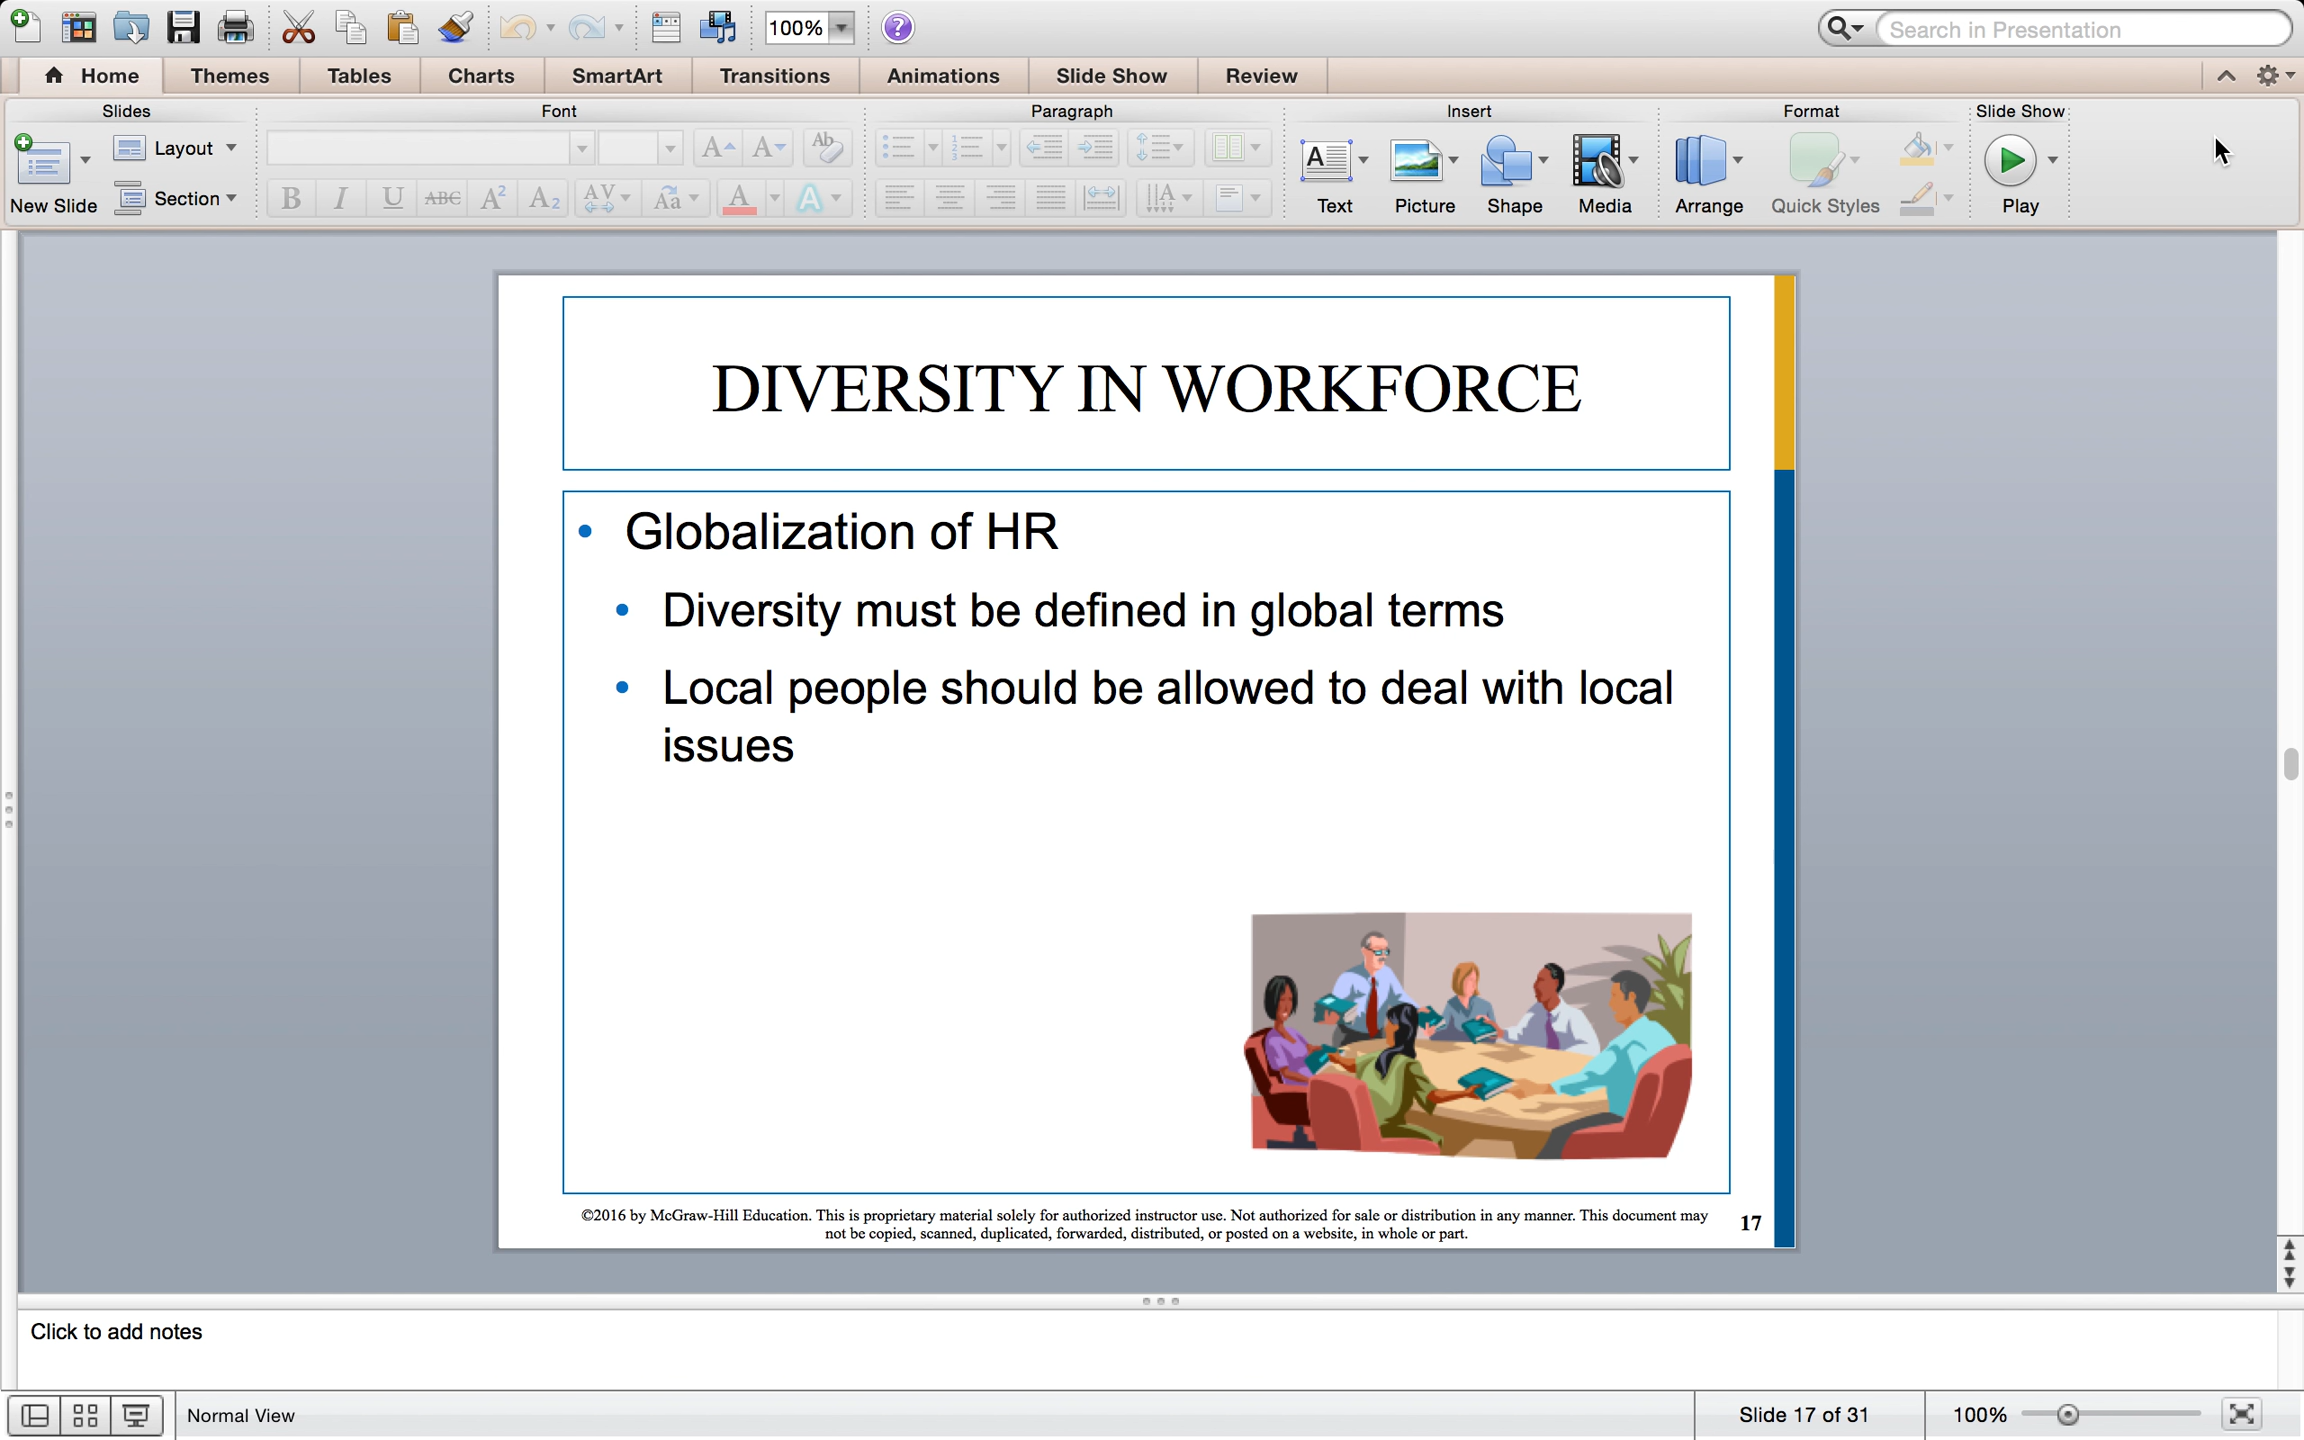 100%
Search in Presentation
Home Themes Tables Charts SmartArt Transitions Animations Slide Show Review
Slides Font Paragraph Insert Format Slide Show
Layout
New Slide Section
Text Picture Shape Media Arrange Quick Styles Play
DIVERSITY IN WORKFORCE
• Globalization of HR
• Diversity must be defined in global terms
• Local people should be allowed to deal with local
issues
©2016 by McGraw-Hill Education. This is proprietary material solely for authorized instructor use. Not authorized for sale or distribution in any manner. This document may
not be copied, scanned, duplicated, forwarded, distributed, or posted on a website, in whole or part.
17
Click to add notes
Normal View
Slide 17 of 31
100%